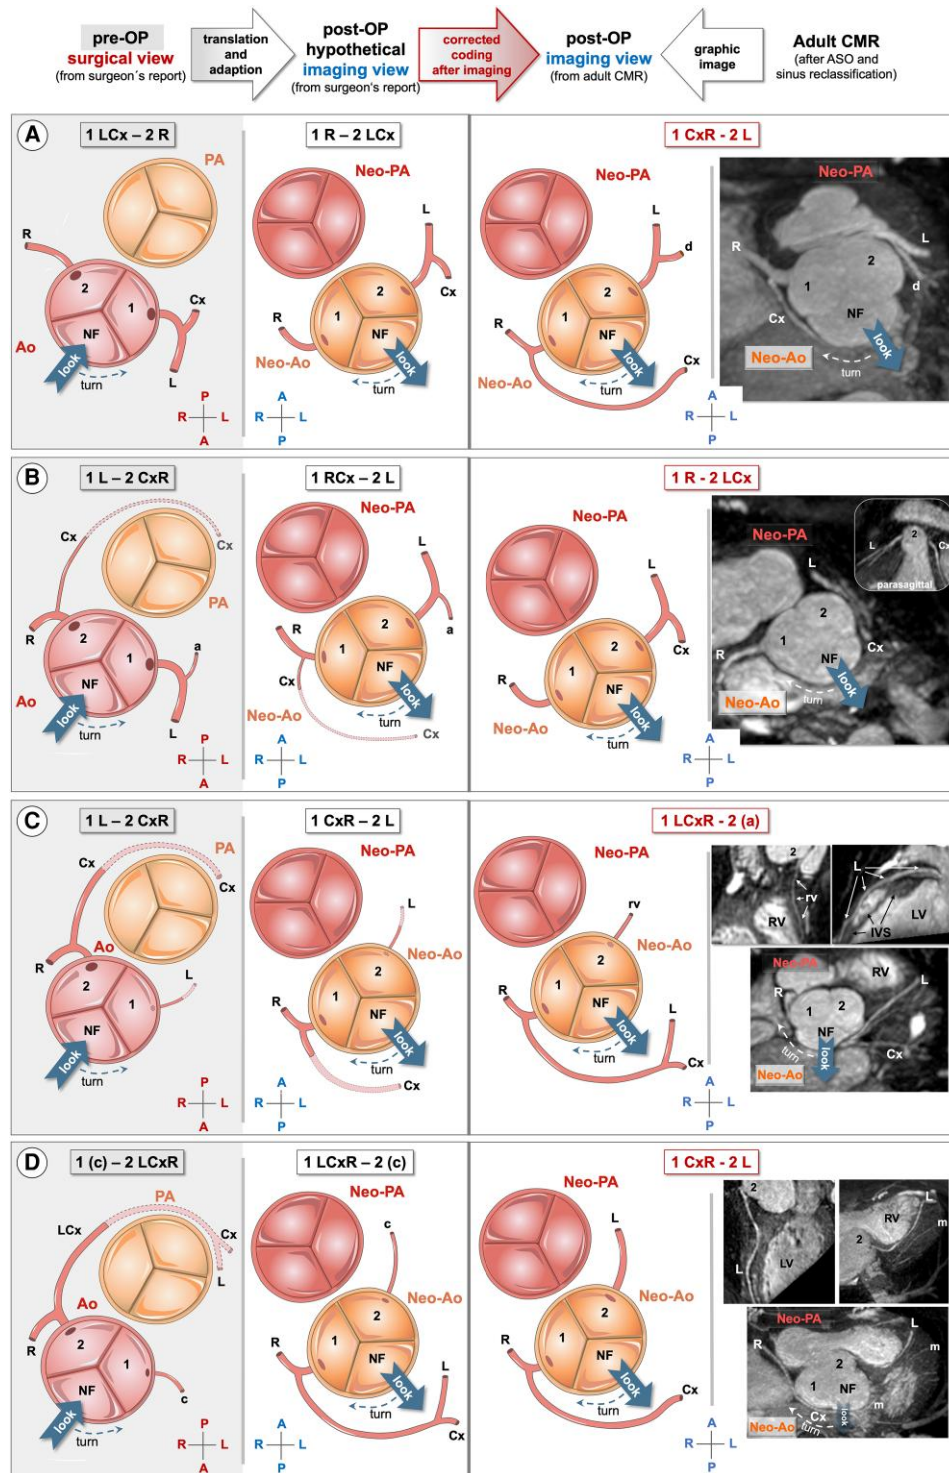 pre-OP
surgical view
(from surgeon´s report)
translation
and
adaption
post-OP
hypothetical
imaging view
(from surgeon's report)
corrected
coding
after imaging
post-OP
imaging view
(from adult CMR)
graphic
image
Adult CMR
(after ASO and
sinus reclassification)
A
1 LCx – 2 R
PA
R
2
1
Cx
NF
Ao
look
turn
L
P
R L
A
1 R – 2 LCx
Neo-PA
L
2
Cx
1
R
NF
Neo-Ao
look
turn
A
R L
P
1 CxR - 2 L
Neo-PA
L
d
2
1
R
NF
look
Cx
Neo-Ao
turn
A
R L
P
Neo-PA
R
L
2
1
d
Cx
NF
look
Neo-Ao
turn
B
1 L – 2 CxR
Cx
Cx
PA
R
2
1
a
NF
Ao
look
turn
L
P
R L
A
1 RCx – 2 L
Neo-PA
L
2
a
R
1
NF
Cx
look
Neo-Ao
turn
Cx
A
R L
P
1 R - 2 LCx
Neo-PA
L
2
Cx
1
R
NF
look
Neo-Ao
turn
A
R L
P
Neo-PA
L
2
L
Cx
parasagittal
2
1
R
Cx
NF
look
Neo-Ao
turn
C
1 L – 2 CxR
PA
Cx
Cx
Ao
R
L
2
1
NF
look
turn
P
R L
A
1 CxR – 2 L
Neo-PA
L
Neo-Ao
2
R
1
NF
look
turn
Cx
A
R L
P
1 LCxR - 2 (a)
Neo-PA
rv
Neo-Ao
2
R
1
NF
L
look
turn
Cx
A
R L
P
2
rv
RV
L
LV
IVS
Neo-PA
RV
R
L
1
2
NF
turn
look
Cx
Neo-Ao
D
1 (c) – 2 LCxR
PA
LCx
Cx
L
Ao
R
2
1
NF
look
turn
c
P
R L
A
1 LCxR – 2 (c)
Neo-PA
c
Neo-Ao
2
R
1
NF
L
look
turn
Cx
A
R L
P
1 CxR - 2 L
Neo-PA
L
Neo-Ao
2
R
1
NF
look
Cx
turn
A
R L
P
2
L
LV
L
RV
m
2
Neo-PA
L
R
m
2
1
NF
m
Cx
look
Neo-Ao
turn